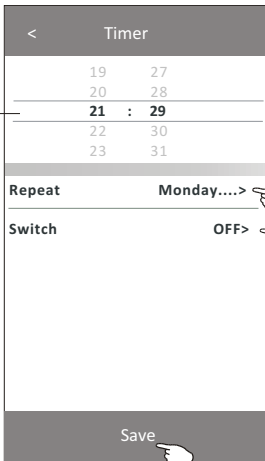 < Timer
19 27
20 28
21 : 29
22 30
23 31
Repeat Monday....>
Switch OFF>
Save